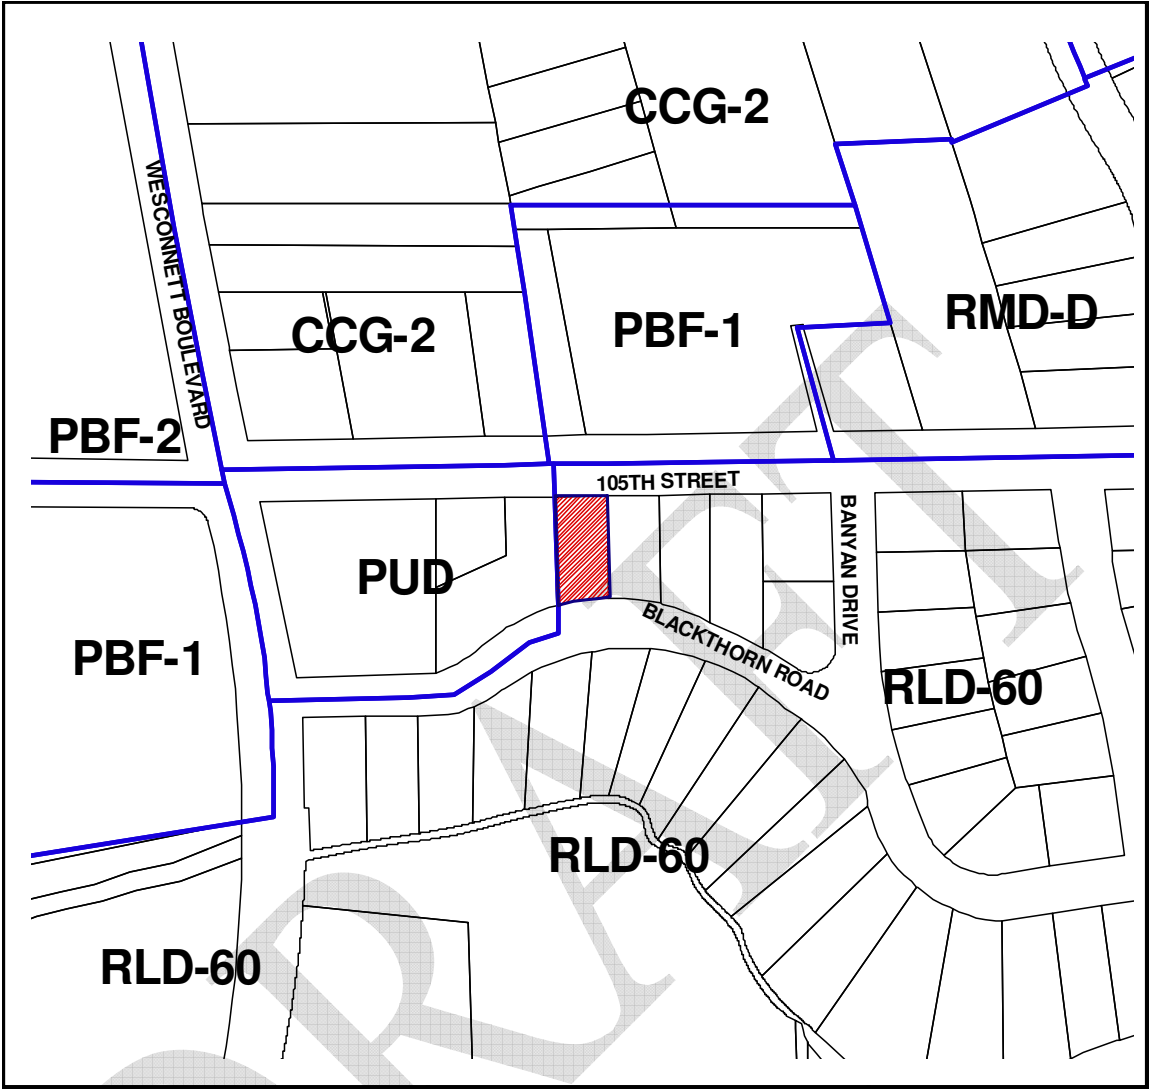 CCG-2
WESCONNETT BOULEVARD
CCG-2
PBF-1
RMD-D
PBF-2
105TH STREET
BANYAN DRIVE
PUD
BLACKTHORN ROAD
PBF-1
RLD-60
RLD-60
RLD-60
DRAFT